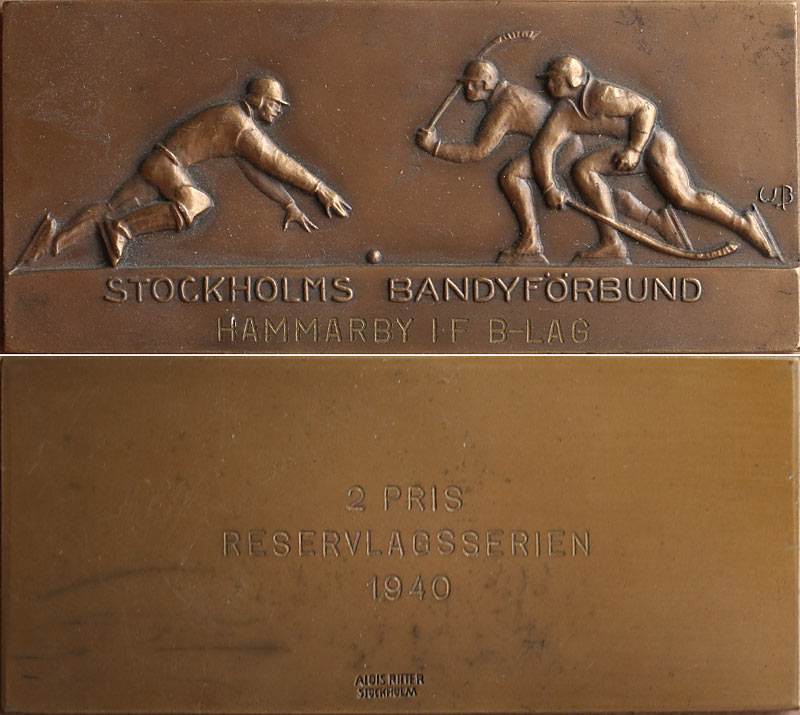 STOCKHOLMS BANDYFÖRBUND
HAMMARBY I·F B-LAG
2 PRIS
RESERVLAGSSERIEN
1940
ALOIS RITTER
STOCKHOLM